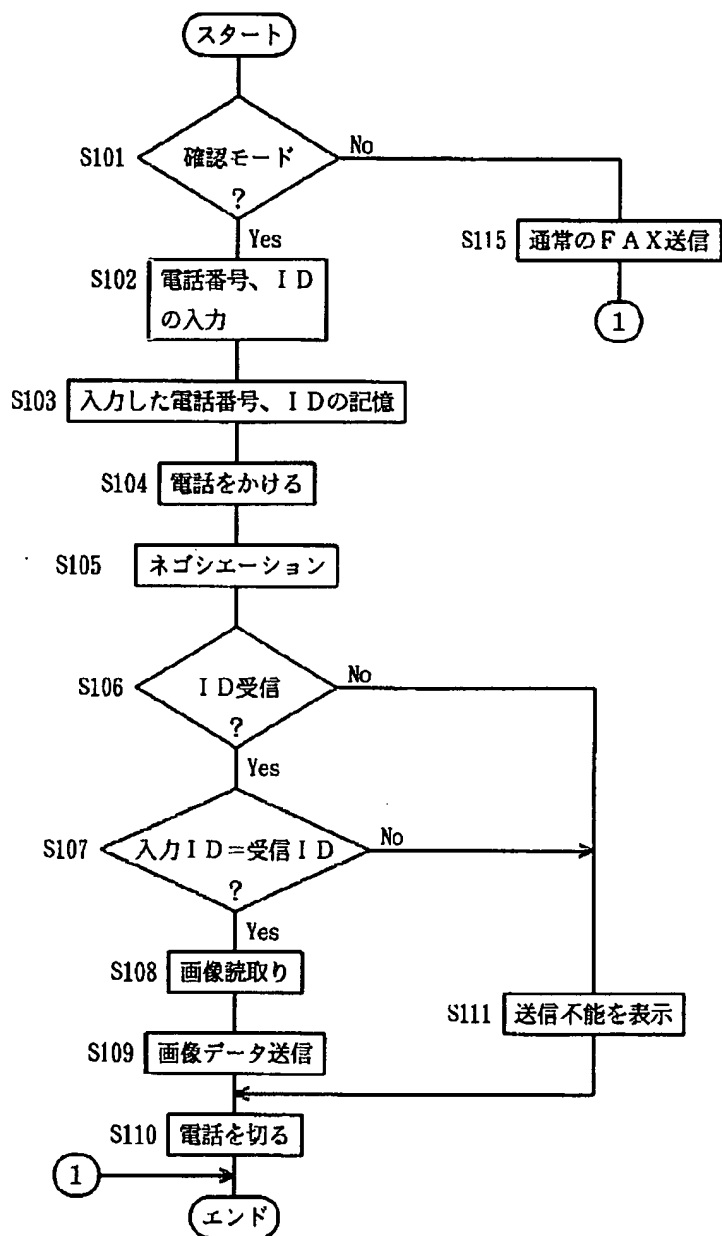 スタート
S101
確認モード
?
No
Yes
S115
通常のFAX送信
1
S102
電話番号、ID
の入力
S103
入力した電話番号、IDの記憶
S104
電話をかける
S105
ネゴシエーション
S106
ID受信
?
No
Yes
S107
入力ID=受信ID
?
No
Yes
S108
画像読取り
S111
送信不能を表示
S109
画像データ送信
S110
電話を切る
1
エンド